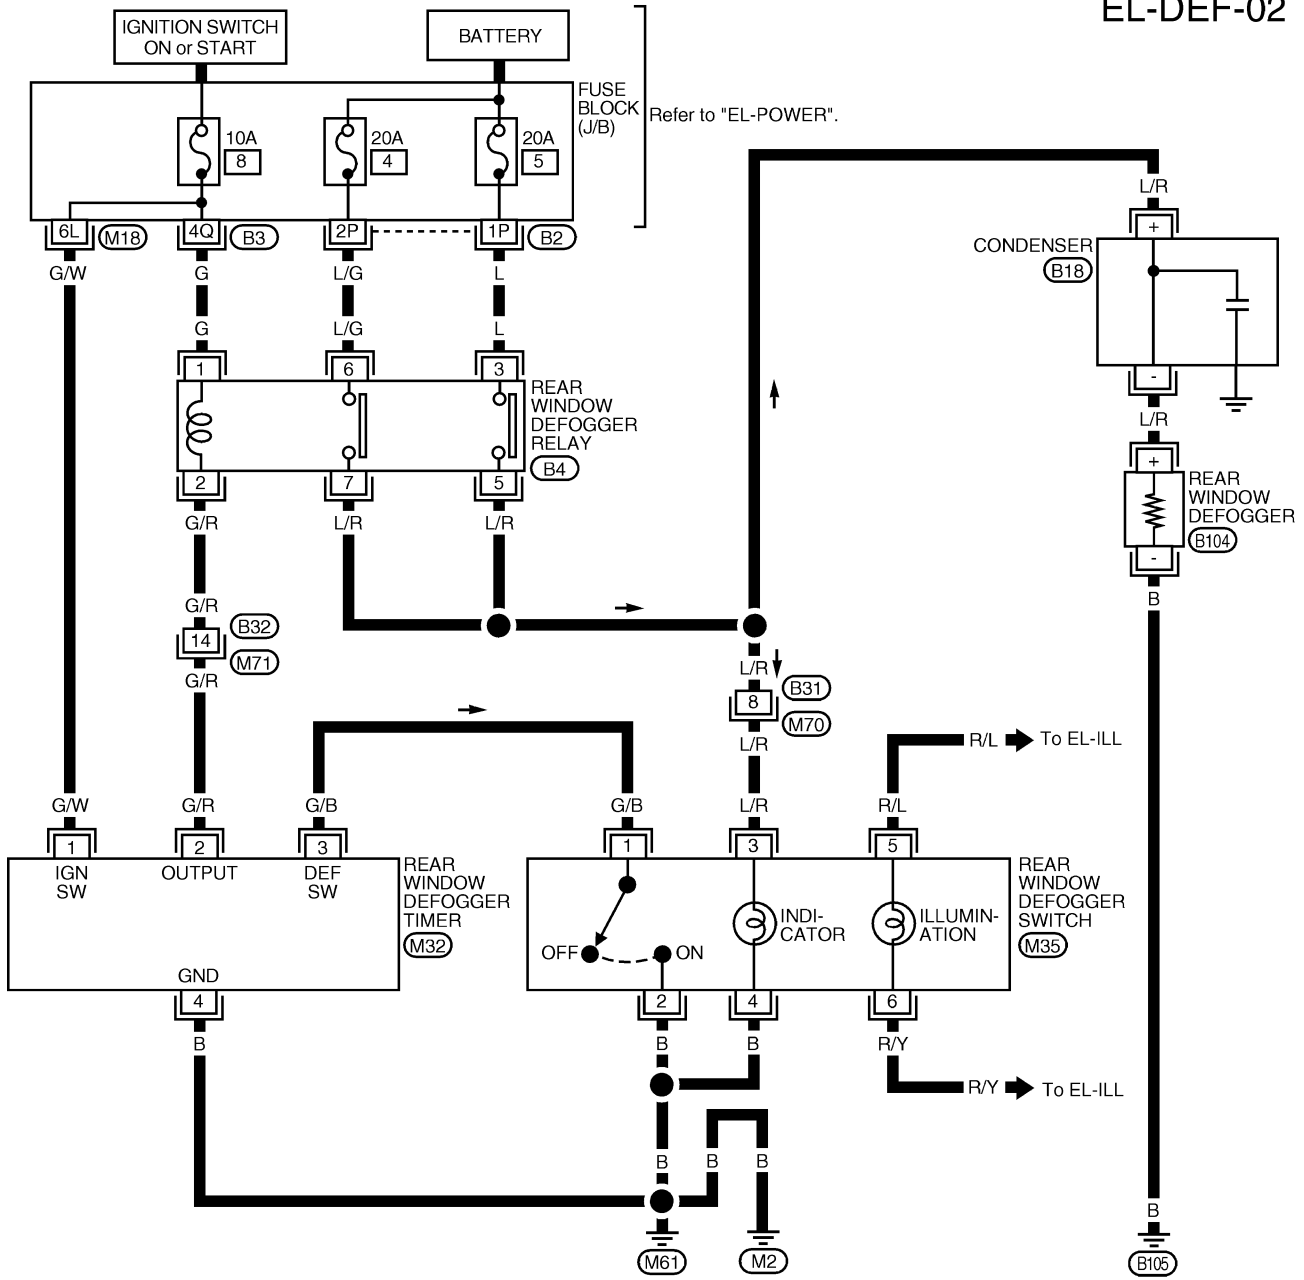 EL-DEF-02
IGNITION SWITCH
ON or START
BATTERY
FUSE
BLOCK
(J/B)
Refer to "EL-POWER".
10A
8
20A
4
20A
5
6L
M18
4Q
B3
2P
1P
B2
G/W
G
L/G
L
G
L/G
L
1
6
3
REAR
WINDOW
DEFOGGER
RELAY
B4
2
7
5
G/R
L/R
L/R
G/R
14
B32
M71
G/R
L/R
+
CONDENSER
B18
-
L/R
+
REAR
WINDOW
DEFOGGER
B104
-
B
L/R
8
B31
M70
L/R
R/L
To EL-ILL
G/W
G/R
G/B
G/B
L/R
R/L
1
2
3
IGN
SW
OUTPUT
DEF
SW
REAR
WINDOW
DEFOGGER
TIMER
M32
GND
4
B
1
3
5
OFF
ON
INDI-
CATOR
ILLUMIN-
ATION
REAR
WINDOW
DEFOGGER
SWITCH
M35
2
4
6
B
B
R/Y
R/Y
To EL-ILL
B
B
B
B
M61
M2
B105